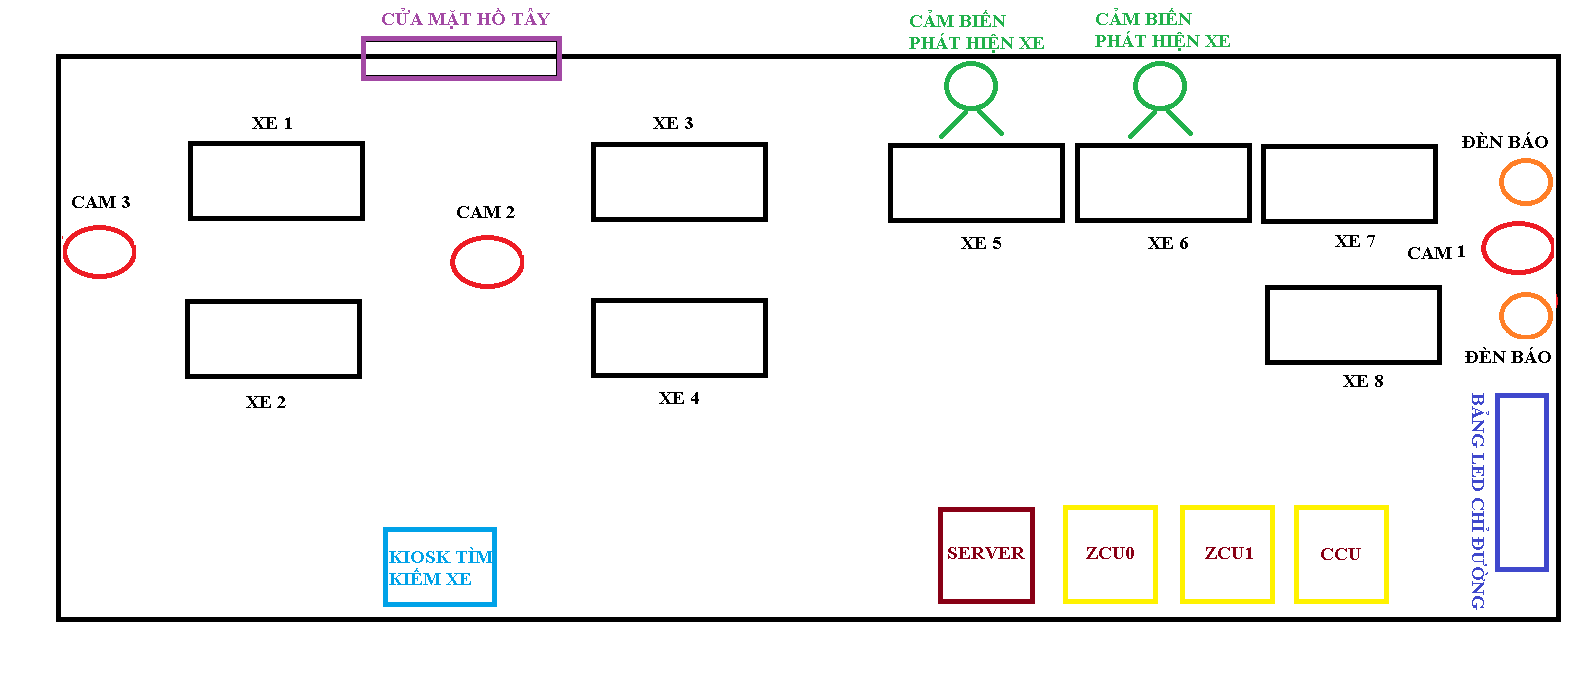 CỬA MẶT HỒ TÂY
CẢM BIẾN
PHÁT HIỆN XE
CẢM BIẾN
PHÁT HIỆN XE
XE 1
XE 3
ĐÈN BÁO
CAM 3
CAM 2
XE 5
XE 6
XE 7
CAM 1
ĐÈN BÁO
XE 8
XE 2
XE 4
BẢNG LED CHỈ ĐƯỜNG
KIOSK TÌM
KIẾM XE
SERVER
ZCU0
ZCU1
CCU